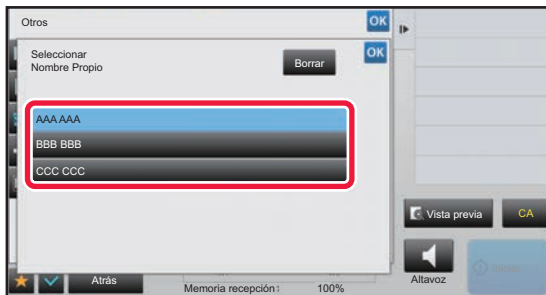 Otros
OK
Seleccionar
Nombre Propio
Borrar
OK
AAA AAA
BBB BBB
CCC CCC
Vista previa
CA
Atrás
Memoria recepción:
100%
Altavoz